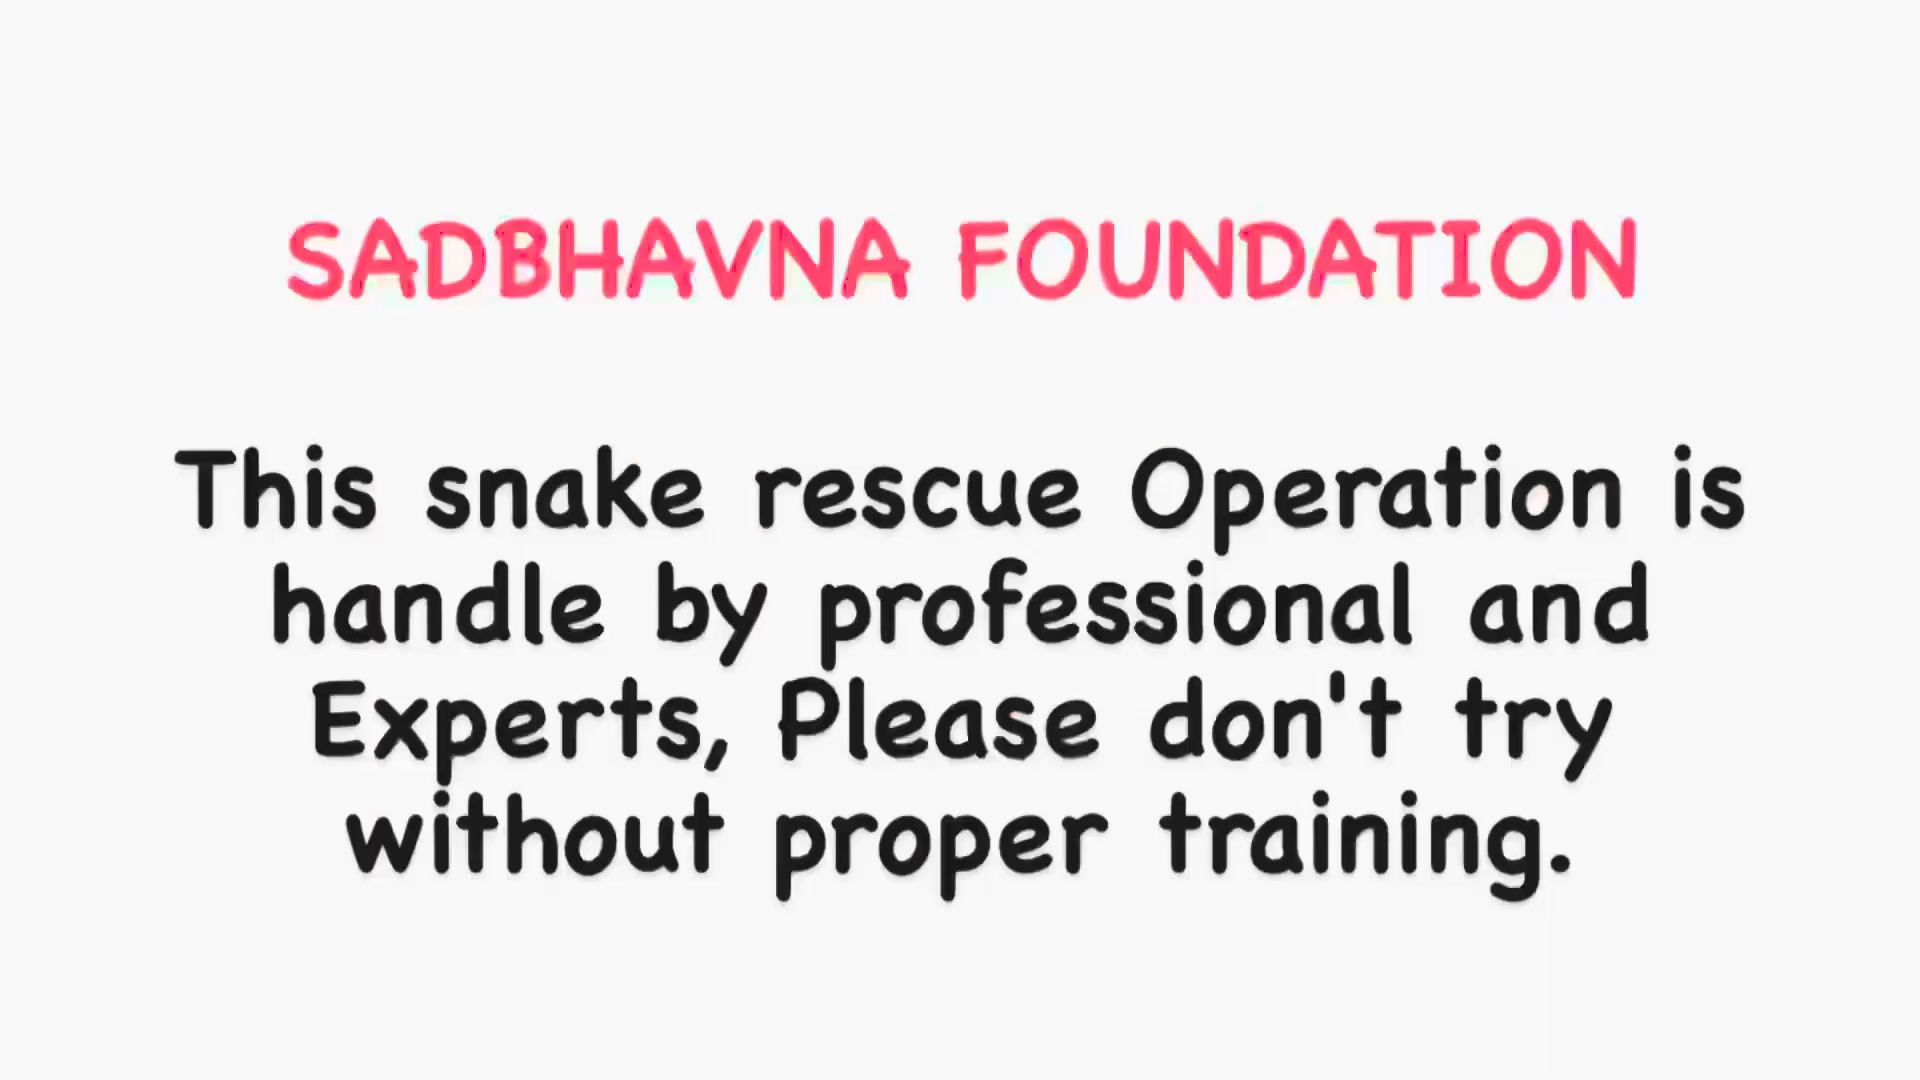 SADBHAVNA FOUNDATION
This snake rescue Operation is
handle by professional and
Experts, Please don't try
without proper training.